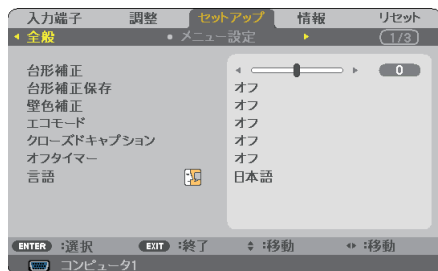 入力端子 調整 セットアップ 情報 リセット
全般 メニュー設定 (1/3)
台形補正 0
台形補正保存 オフ
壁色補正 オフ
エコモード オフ
クローズドキャプション オフ
オフタイマー オフ
言語 日本語
ENTER :選択 EXIT :終了 :移動 :移動
コンピュータ1